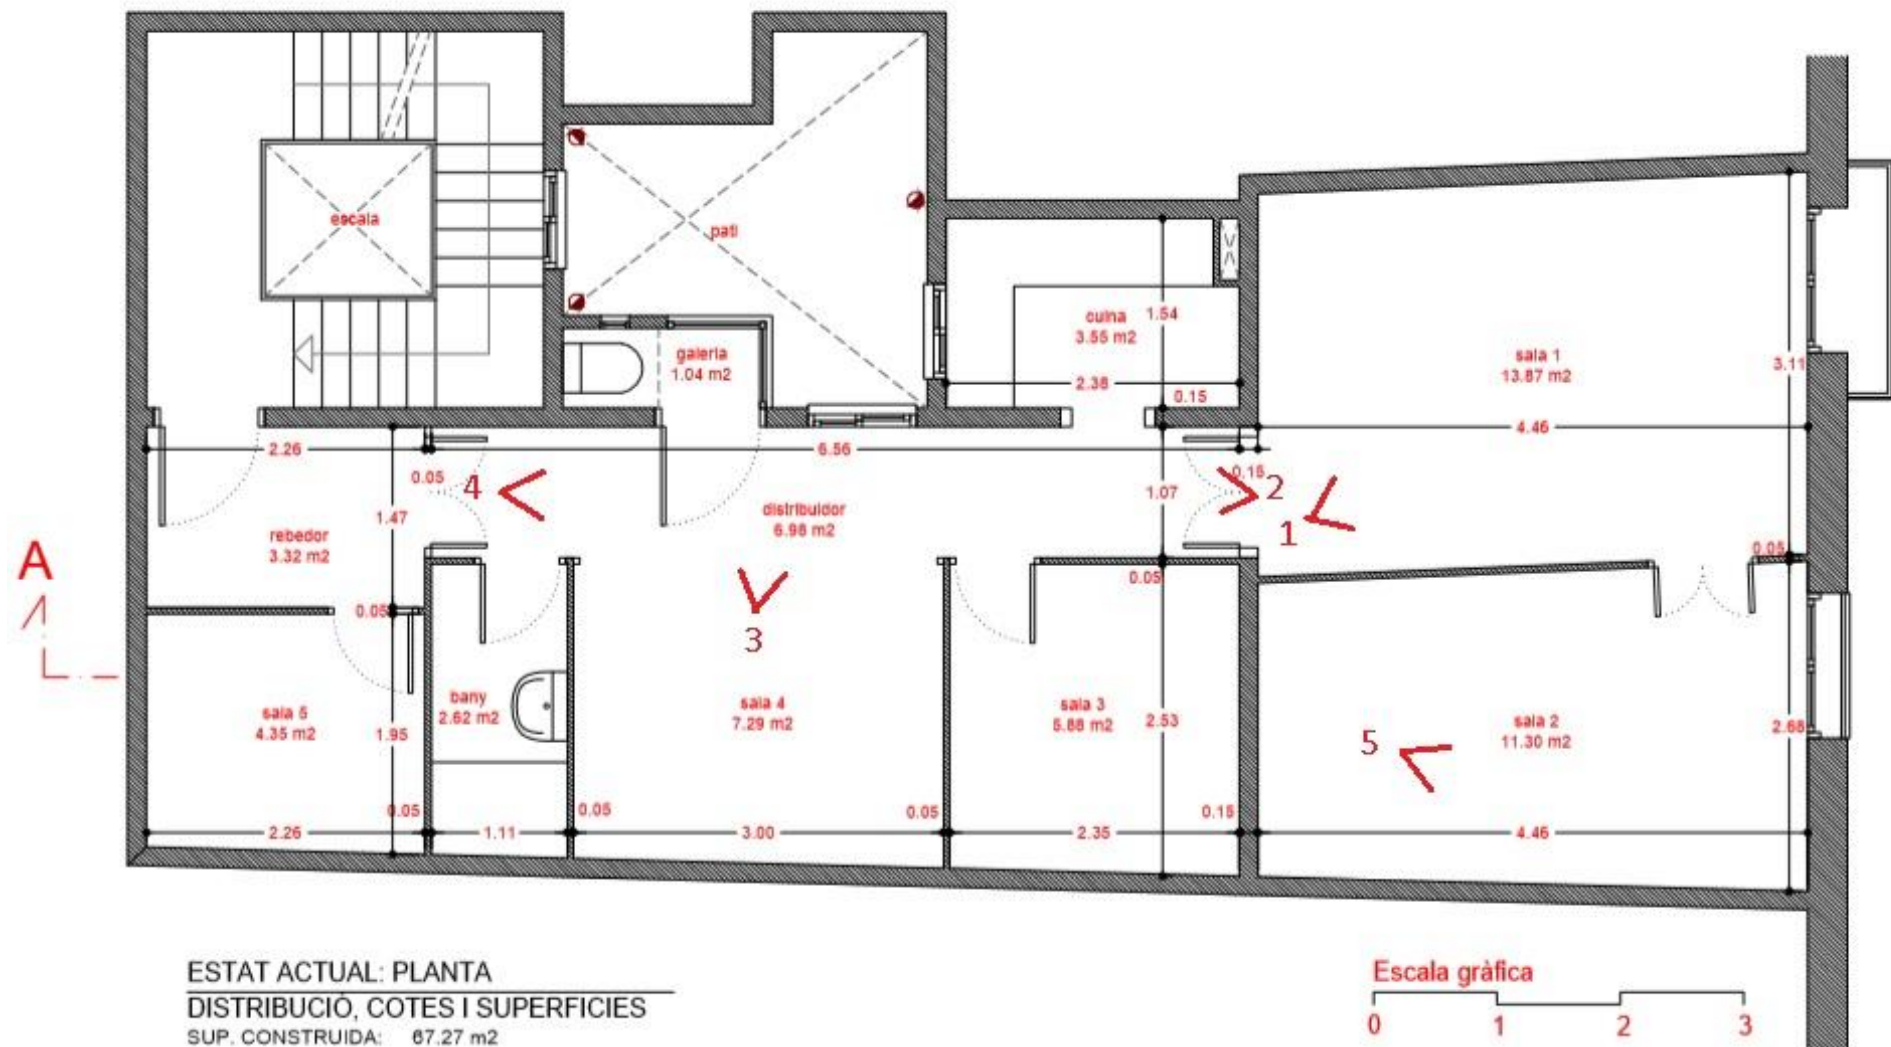 escala
pati
galeria
1.04 m2
cuina
3.55 m2
1.54
2.38
0.15
sala 1
13.87 m2
3.11
2.26
6.56
4.46
0.05
4
0.15
2
1.07
1
1.47
distribuidor
6.98 m2
rebedor
3.32 m2
0.05
0.05
0.05
A
3
bany
2.62 m2
sala 5
4.35 m2
1.95
sala 4
7.29 m2
sala 3
5.88 m2
2.53
sala 2
11.30 m2
2.68
5
0.05
0.05
0.05
0.15
2.26
1.11
3.00
2.35
4.46
ESTAT ACTUAL: PLANTA
DISTRIBUCIÓ, COTES I SUPERFICIES
SUP. CONSTRUIDA: 67.27 m2
Escala gràfica
0 1 2 3